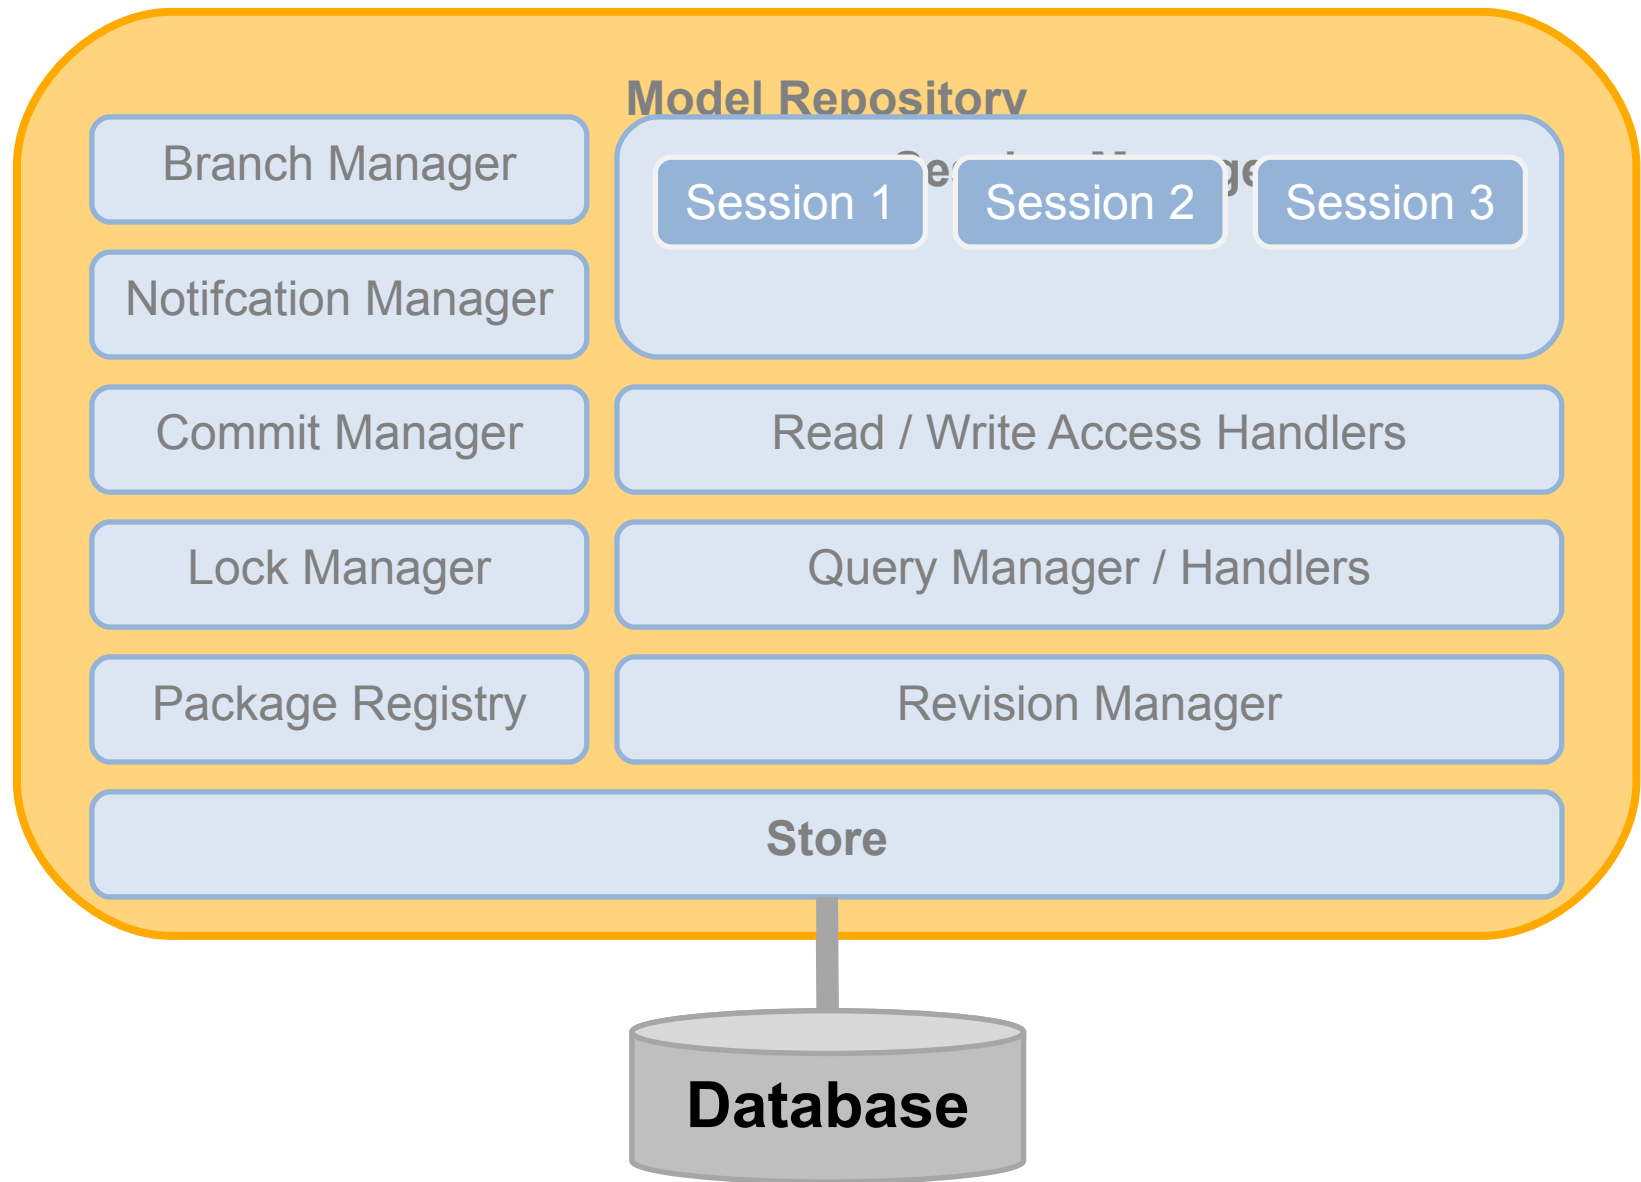 Model Repository
Branch Manager
Session 1
Session 2
Session 3
Notifcation Manager
Commit Manager
Read / Write Access Handlers
Lock Manager
Query Manager / Handlers
Package Registry
Revision Manager
Store
Database